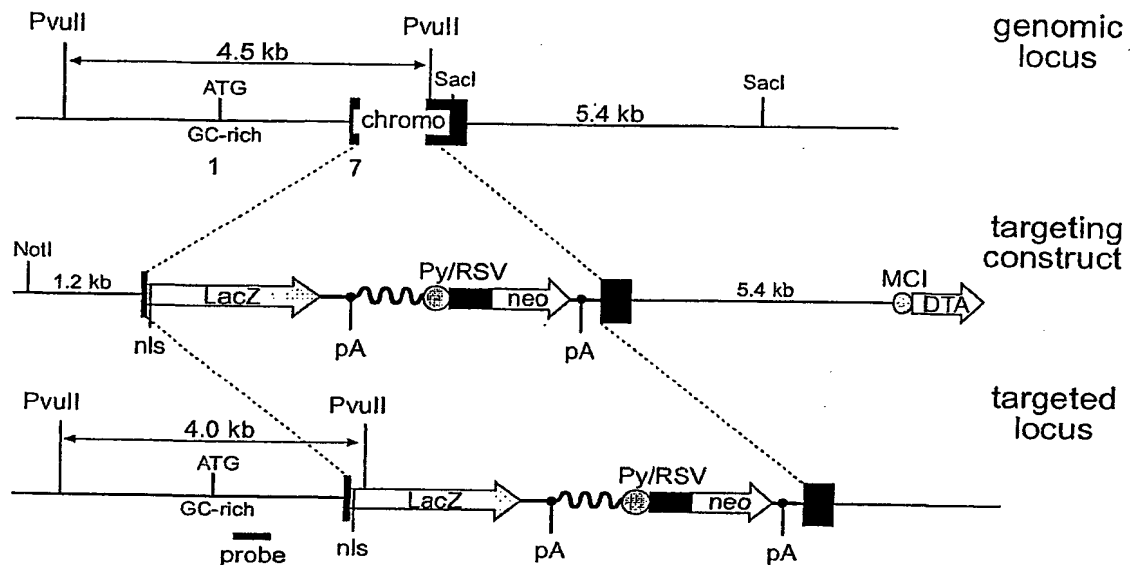 PvuII
PvuII
genomic
locus
4.5 kb
ATG
SacI
SacI
chromo
5.4 kb
GC-rich
1
7
targeting
construct
NotI
1.2 kb
LacZ
Py/RSV
neo
5.4 kb
MCI
DTA
nls
pA
pA
targeted
locus
PvuII
PvuII
4.0 kb
ATG
Py/RSV
GC-rich
LacZ
neo
probe
nls
pA
pA